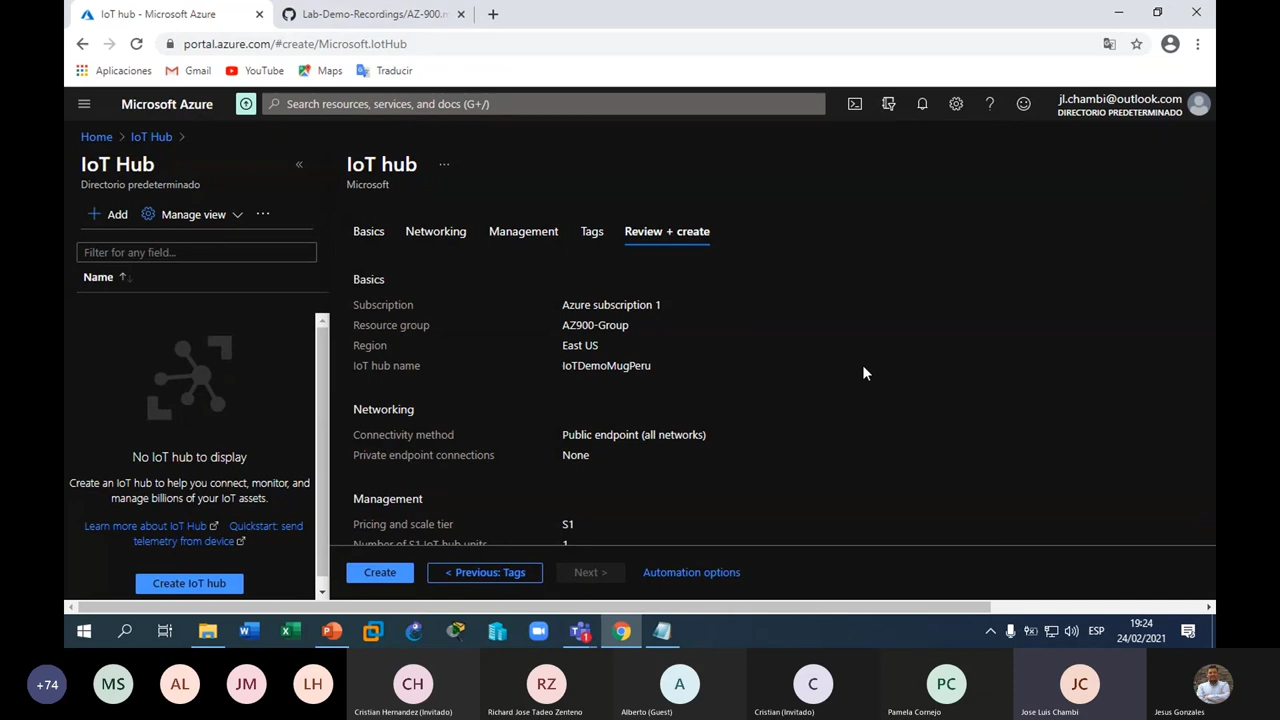 IoT hub - Microsoft Azure
Lab-Demo-Recordings/AZ-900.m
portal.azure.com/#create/Microsoft.IotHub
Aplicaciones Gmail YouTube Maps Traducir
Microsoft Azure
Search resources, services, and docs (G+/)
jl.chambi@outlook.com
DIRECTORIO PREDETERMINADO
Home > IoT Hub >
IoT Hub
Directorio predeterminado
Add Manage view
Filter for any field...
Name
No IoT hub to display
Create an IoT hub to help you connect, monitor, and
manage billions of your IoT assets.
Learn more about IoT Hub Quickstart: send
telemetry from device
Create IoT hub
IoT hub
Microsoft
Basics Networking Management Tags Review + create
Basics
Subscription Azure subscription 1
Resource group AZ900-Group
Region East US
IoT hub name IoTDemoMugPeru
Networking
Connectivity method Public endpoint (all networks)
Private endpoint connections None
Management
Pricing and scale tier S1
Number of S1 IoT hub units 1
Create < Previous: Tags Next > Automation options
ESP
19:24
24/02/2021
+74 MS AL JM LH CH RZ A C PC JC
Cristian Hernandez (Invitado) Richard Jose Tadeo Zenteno Alberto (Guest) Cristian (Invitado) Pamela Cornejo Jose Luis Chambi Jesus Gonzales